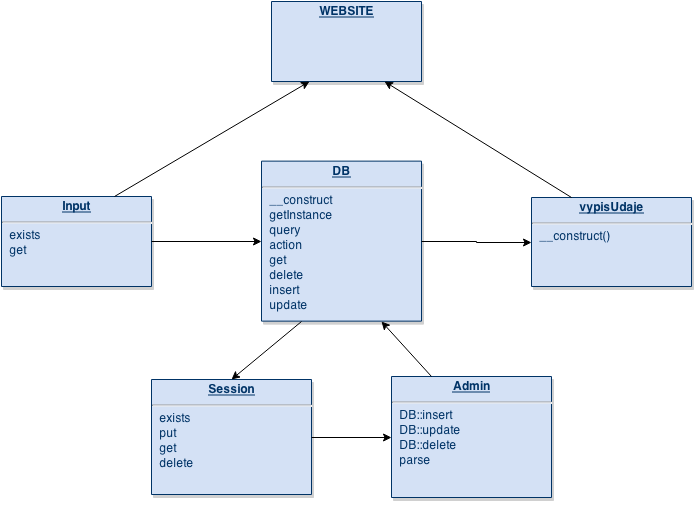 WEBSITE
Input
exists
get
DB
__construct
getInstance
query
action
get
delete
insert
update
vypisUdaje
__construct()
Session
exists
put
get
delete
Admin
DB::insert
DB::update
DB::delete
parse